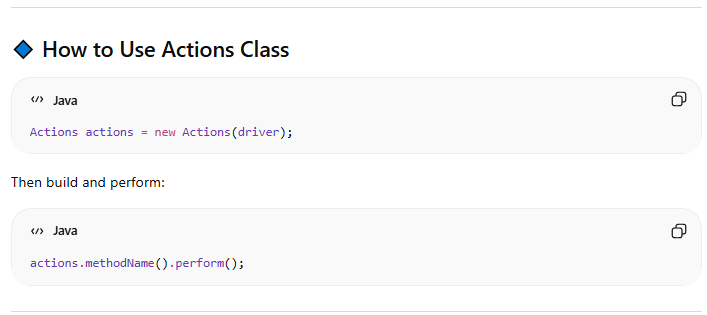 How to Use Actions Class
</> Java
Actions actions = new Actions(driver);
Then build and perform:
</> Java
actions.methodName().perform();